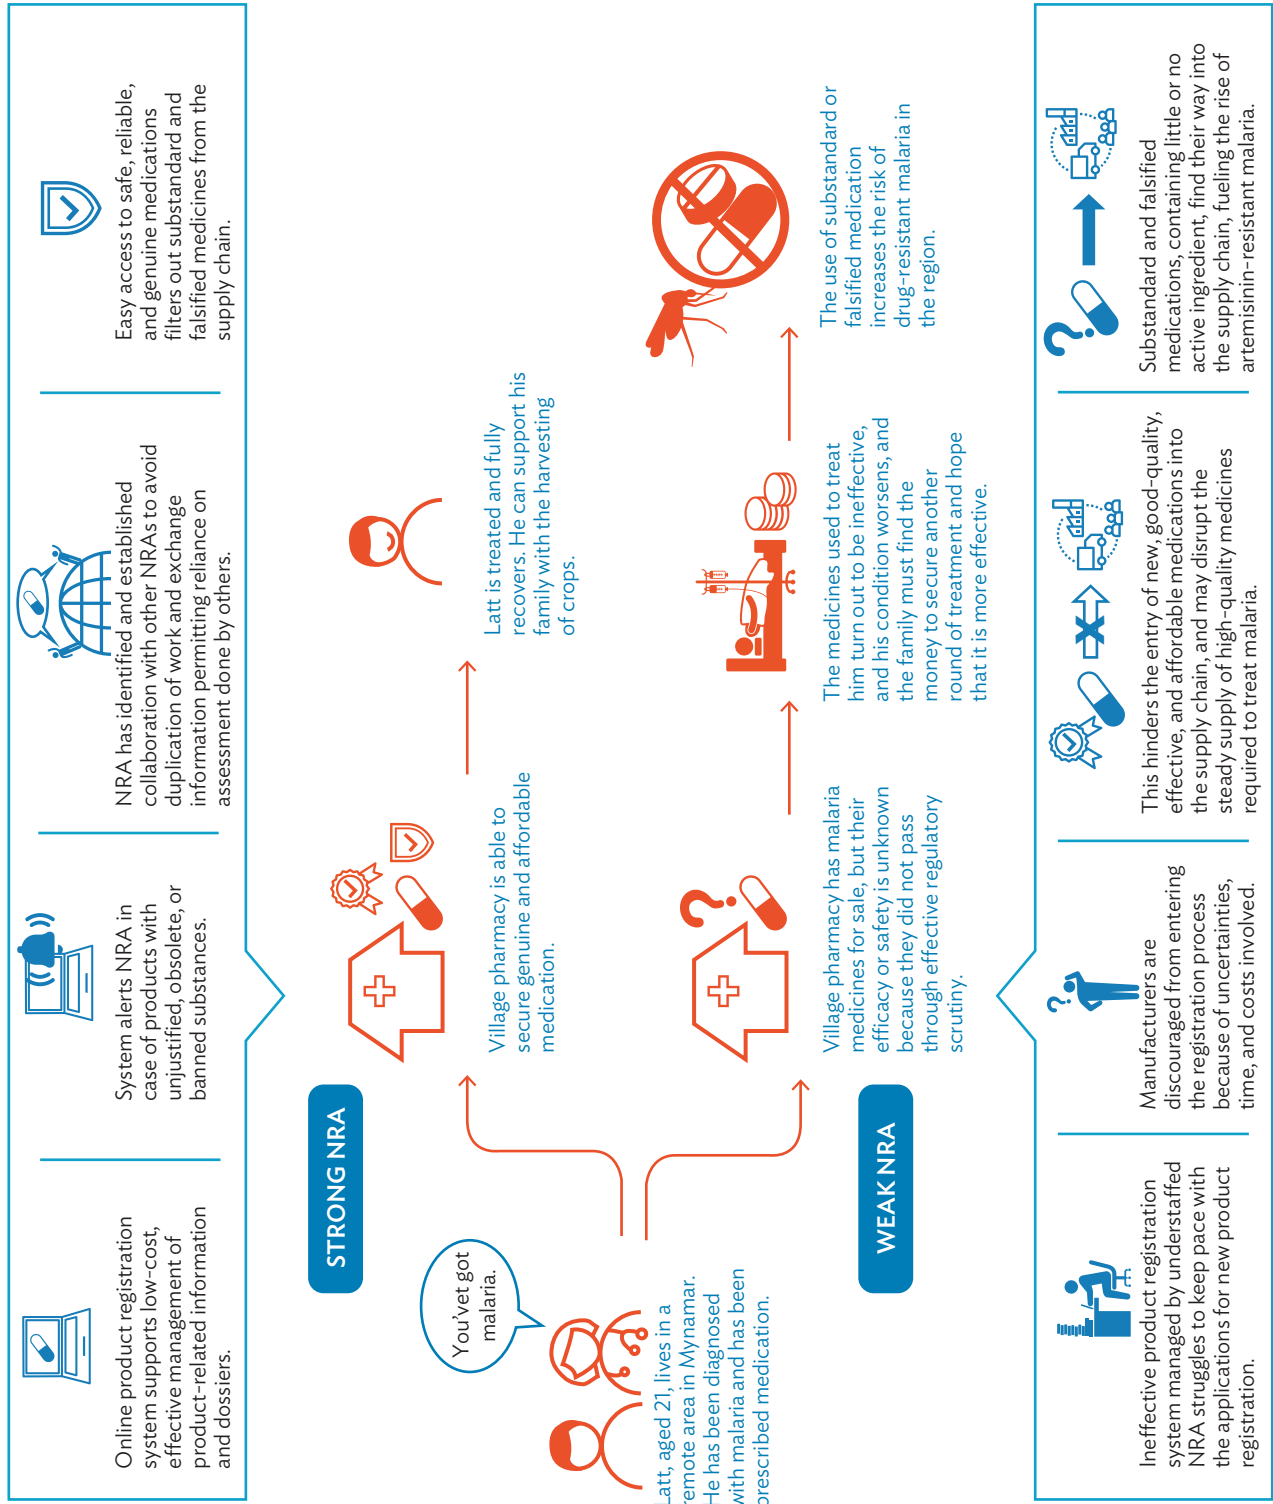 Online product registration
system supports low-cost,
effective management of
product-related information
and dossiers.
System alerts NRA in
case of products with
unjustified, obsolete, or
banned substances.
NRA has identified and established
collaboration with other NRAs to avoid
duplication of work and exchange
information permitting reliance on
assessment done by others.
Easy access to safe, reliable,
and genuine medications
filters out substandard and
falsified medicines from the
supply chain.
STRONG NRA
You'vet got
malaria.
Latt, aged 21, lives in a
remote area in Mynamar.
He has been diagnosed
with malaria and has been
prescribed medication.
Village pharmacy is able to
secure genuine and affordable
medication.
Latt is treated and fully
recovers. He can support his
family with the harvesting
of crops.
WEAK NRA
Village pharmacy has malaria
medicines for sale, but their
efficacy or safety is unknown
because they did not pass
through effective regulatory
scrutiny.
The medicines used to treat
him turn out to be ineffective,
and his condition worsens, and
the family must find the
money to secure another
round of treatment and hope
that it is more effective.
The use of substandard or
falsified medication
increases the risk of
drug-resistant malaria in
the region.
Ineffective product registration
system managed by understaffed
NRA struggles to keep pace with
the applications for new product
registration.
Manufacturers are
discouraged from entering
the registration process
because of uncertainties,
time, and costs involved.
This hinders the entry of new, good-quality,
effective, and affordable medications into
the supply chain, and may disrupt the
steady supply of high-quality medicines
required to treat malaria.
Substandard and falsified
medications, containing little or no
active ingredient, find their way into
the supply chain, fueling the rise of
artemisinin-resistant malaria.